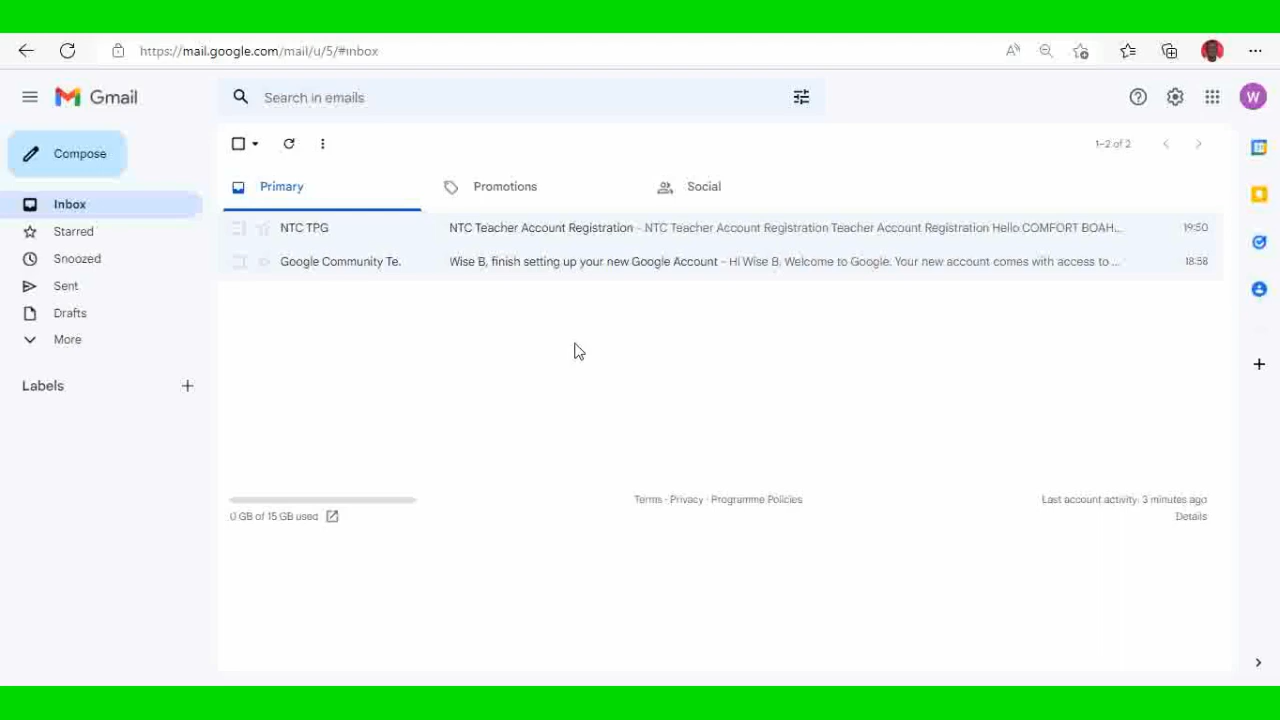 https://mail.google.com/mail/u/5/#inbox
Gmail
Search in emails
W
Compose
1–2 of 2
Inbox
Primary
Promotions
Social
Starred
NTC TPG
NTC Teacher Account Registration - NTC Teacher Account Registration Teacher Account Registration Hello COMFORT BOAH...
19:50
Snoozed
Google Community Te.
Wise B, finish setting up your new Google Account - Hi Wise B, Welcome to Google. Your new account comes with access to ...
18:58
Sent
Drafts
More
Labels
Terms · Privacy · Programme Policies
Last account activity: 3 minutes ago
0 GB of 15 GB used
Details